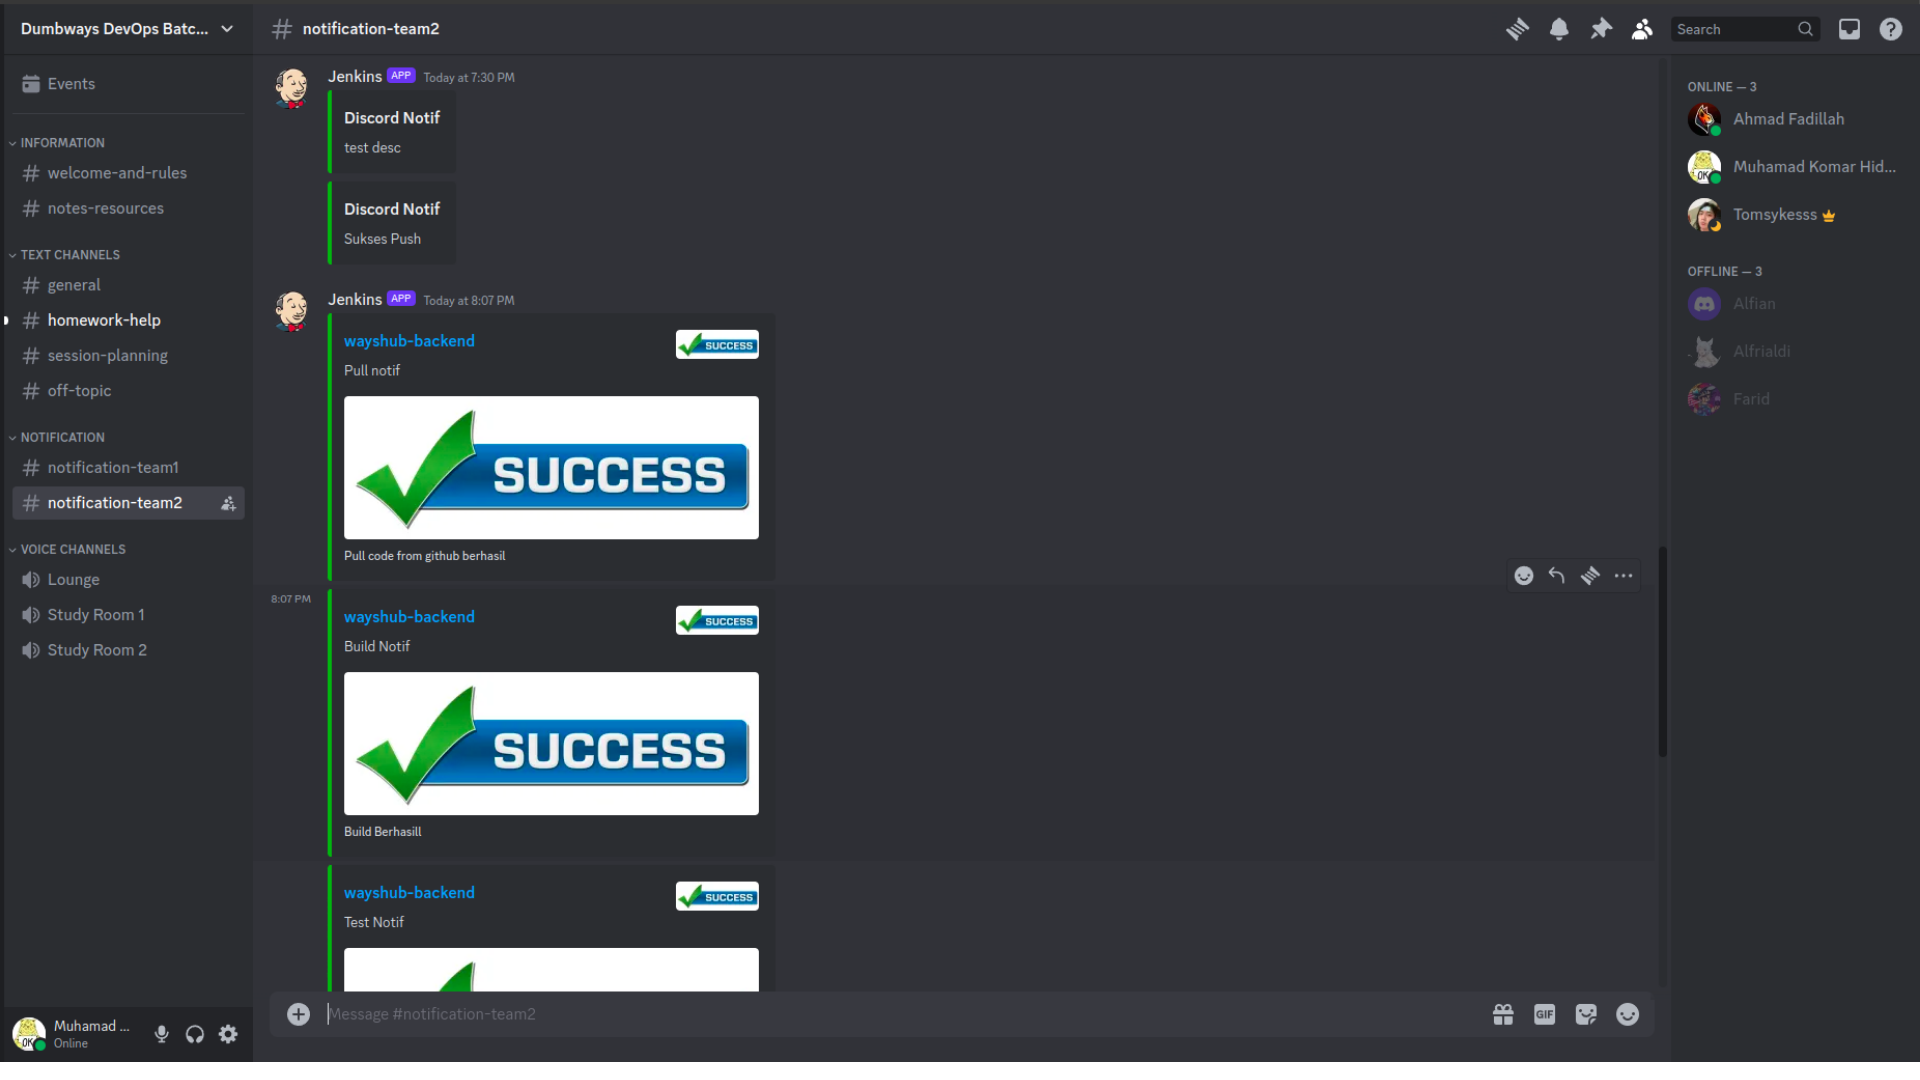 Dumbways DevOps Batc...
Events
INFORMATION
welcome-and-rules
notes-resources
TEXT CHANNELS
general
homework-help
session-planning
off-topic
NOTIFICATION
notification-team1
notification-team2
VOICE CHANNELS
Lounge
Study Room 1
Study Room 2
Muhamad ...
Online
notification-team2
Search
Jenkins APP Today at 7:30 PM
Discord Notif
test desc
Discord Notif
Sukses Push
Jenkins APP Today at 8:07 PM
wayshub-backend
SUCCESS
Pull notif
SUCCESS
Pull code from github berhasil
8:07 PM
wayshub-backend
SUCCESS
Build Notif
SUCCESS
Build Berhasill
wayshub-backend
SUCCESS
Test Notif
Message #notification-team2
GIF
ONLINE — 3
Ahmad Fadillah
Muhamad Komar Hid...
OK
Tomsykesss
OFFLINE — 3
Alfian
Alfrialdi
Farid
OK